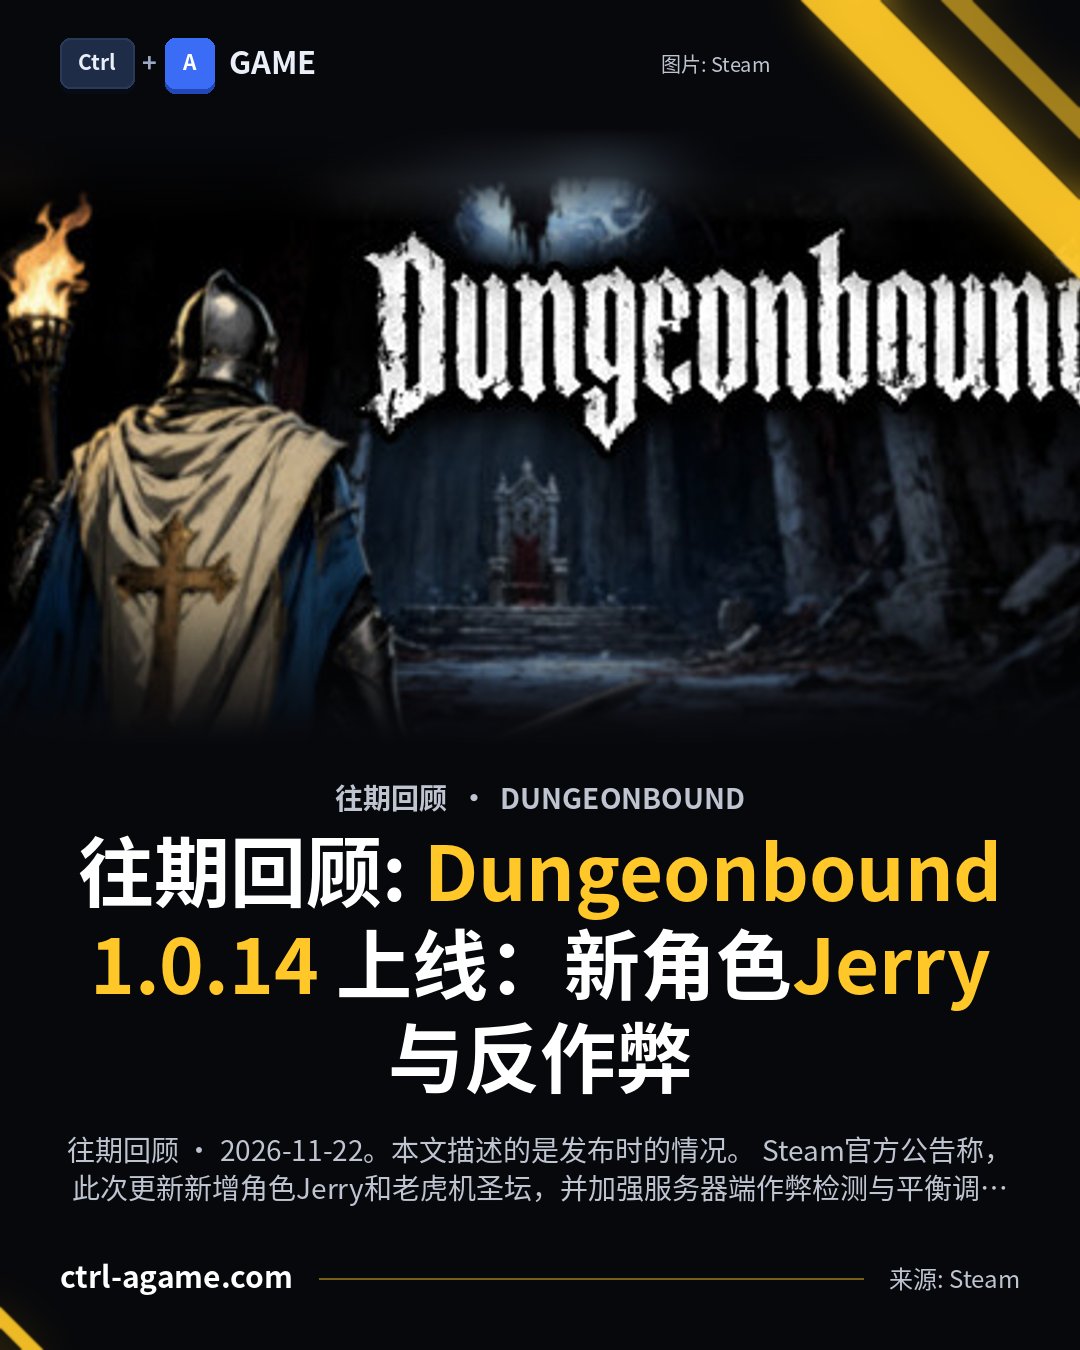 Ctrl + A GAME
图片: Steam
Dungeonbound
往期回顾 • DUNGEONBOUND
往期回顾: Dungeonbound
1.0.14 上线：新角色Jerry
与反作弊
往期回顾 • 2026-11-22。本文描述的是发布时的情况。 Steam官方公告称，
此次更新新增角色Jerry和老虎机圣坛，并加强服务器端作弊检测与平衡调…
ctrl-agame.com
来源: Steam